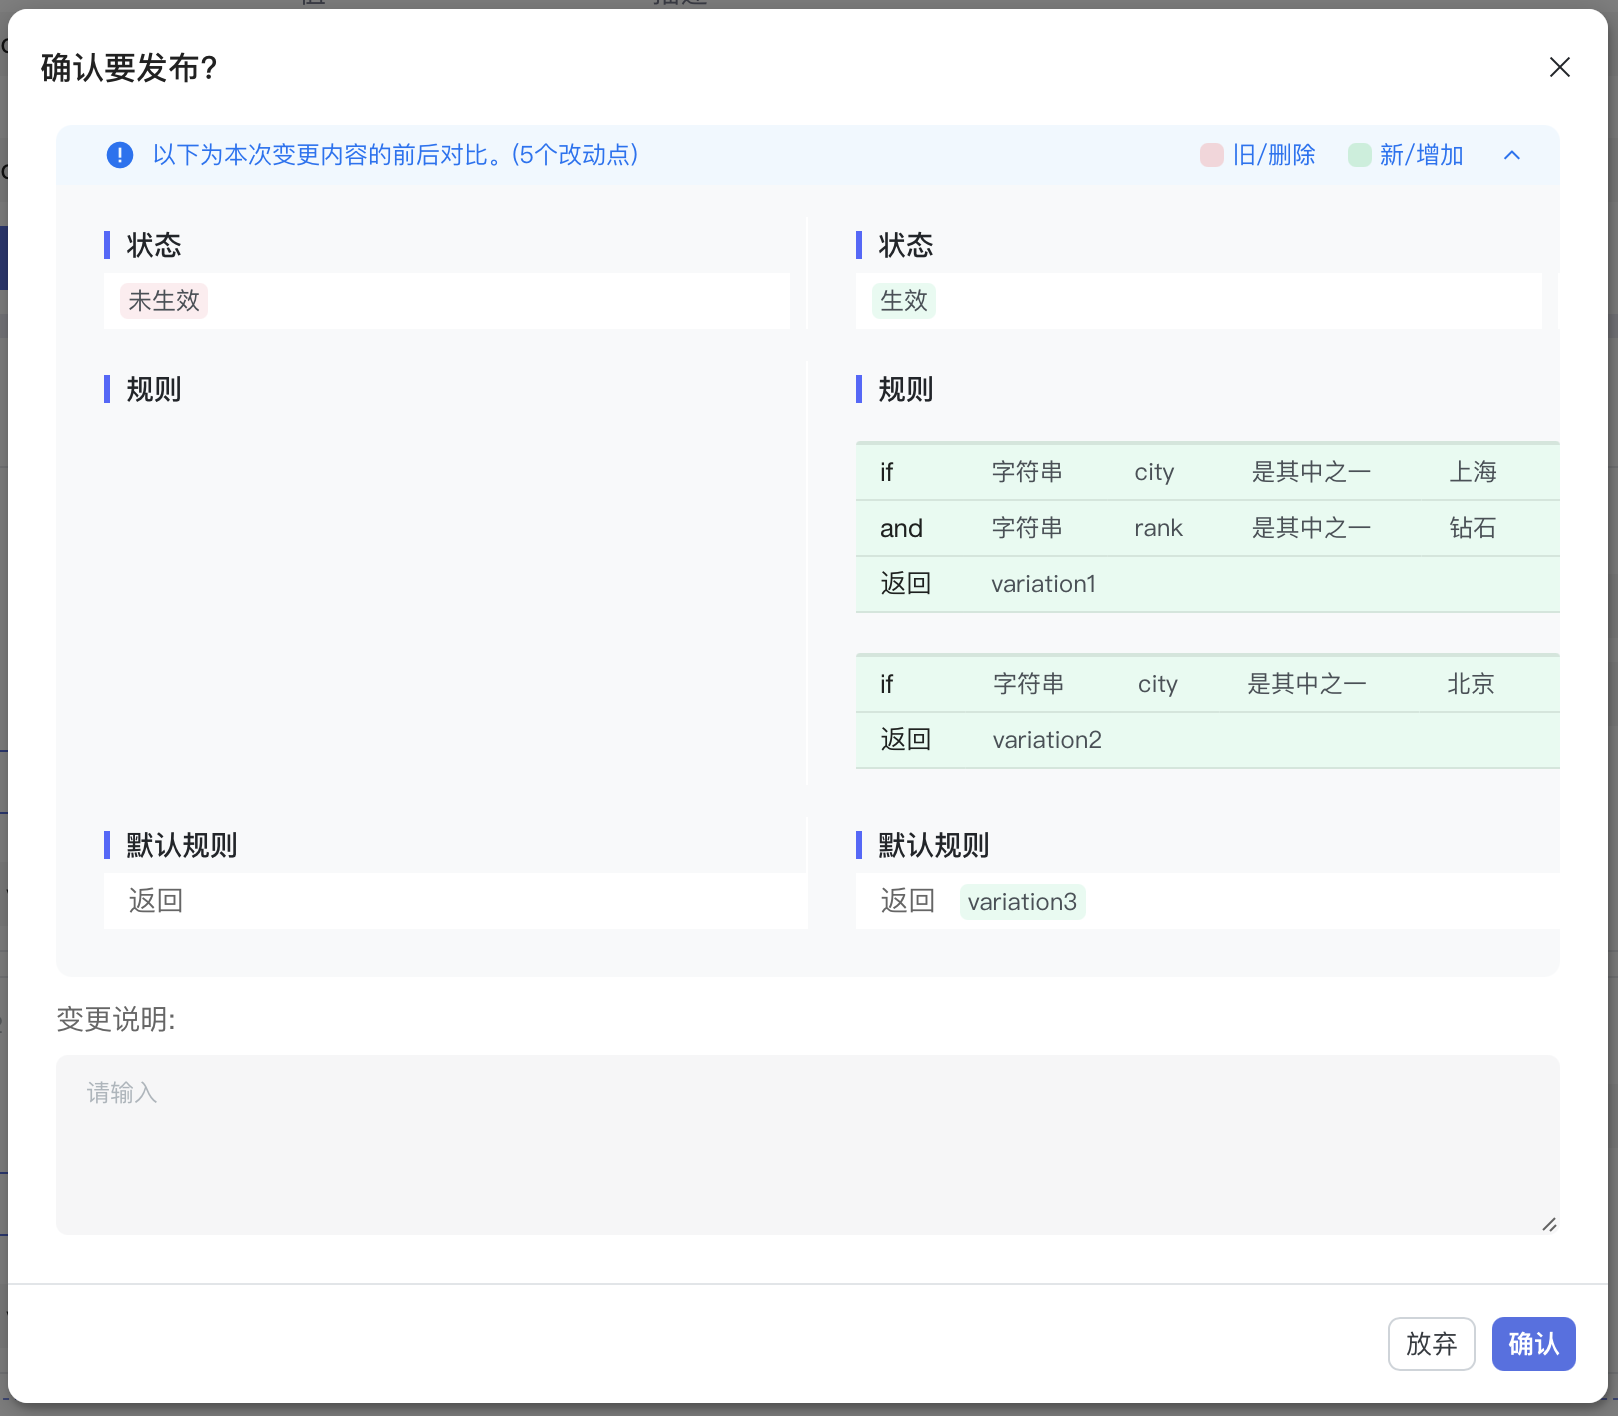 确认要发布?
以下为本次变更内容的前后对比。(5个改动点)
旧/删除 新/增加
状态
未生效
状态
生效
规则
规则
if 字符串 city 是其中之一 上海
and 字符串 rank 是其中之一 钻石
返回 variation1
if 字符串 city 是其中之一 北京
返回 variation2
默认规则
返回
默认规则
返回 variation3
变更说明:
请输入
放弃 确认